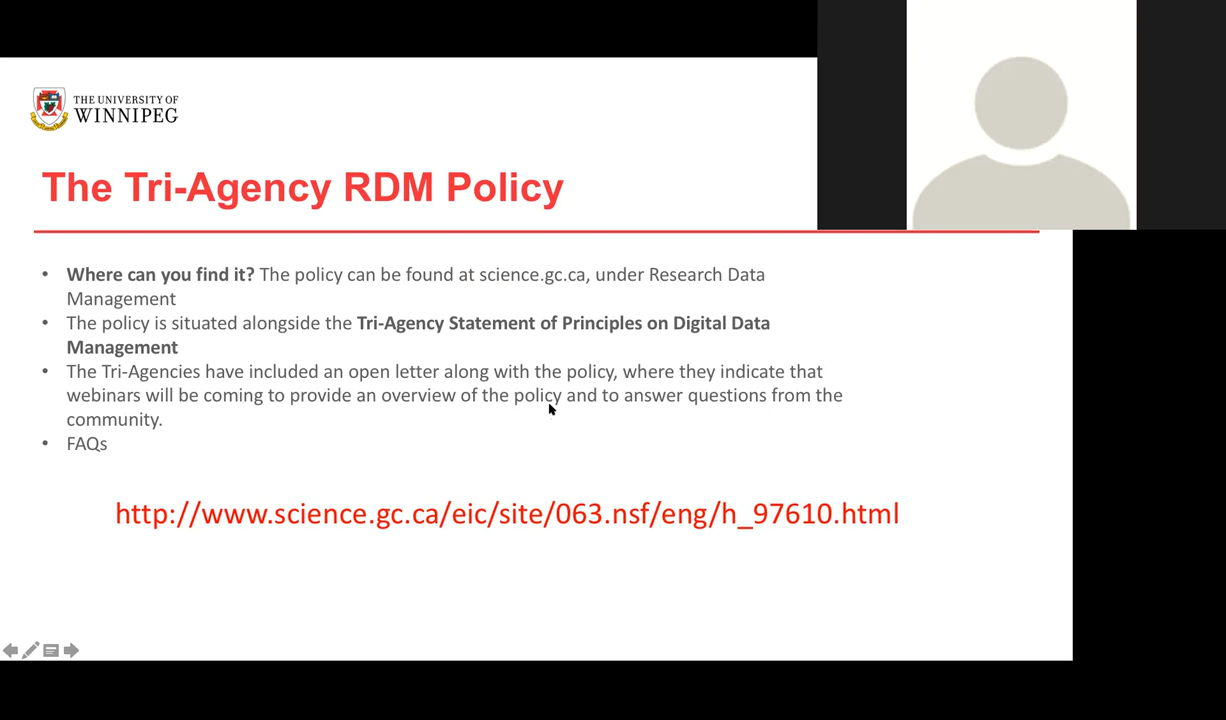 THE UNIVERSITY OF
WINNIPEG
The Tri-Agency RDM Policy
• Where can you find it? The policy can be found at science.gc.ca, under Research Data
Management
• The policy is situated alongside the Tri-Agency Statement of Principles on Digital Data
Management
• The Tri-Agencies have included an open letter along with the policy, where they indicate that
webinars will be coming to provide an overview of the policy and to answer questions from the
community.
• FAQs
http://www.science.gc.ca/eic/site/063.nsf/eng/h_97610.html